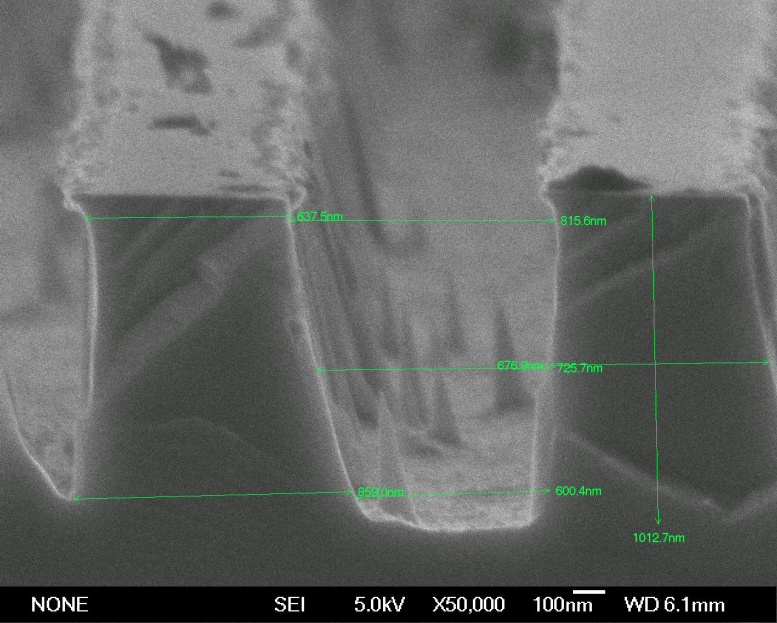 637.5nm
815.6nm
676.9nm
725.7nm
859.0nm
600.4nm
1012.7nm
NONE SEI 5.0kV X50,000 100nm WD 6.1mm